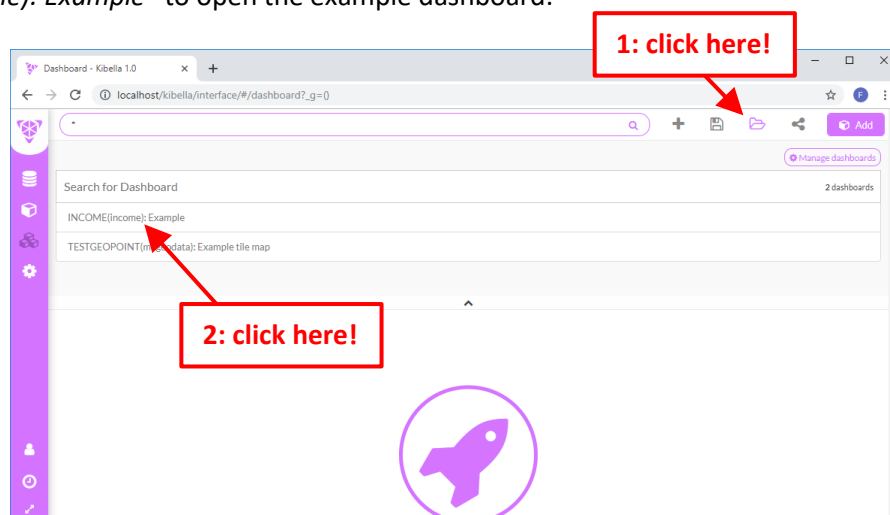 le): Example" to open the example dashboard.
1: click here!
Dashboard - Kibella 1.0
localhost/kibella/interface/#/dashboard?_g=()
F
*
Add
Manage dashboards
Search for Dashboard
2 dashboards
INCOME(income): Example
TESTGEOPOINT(m data): Example tile map
2: click here!